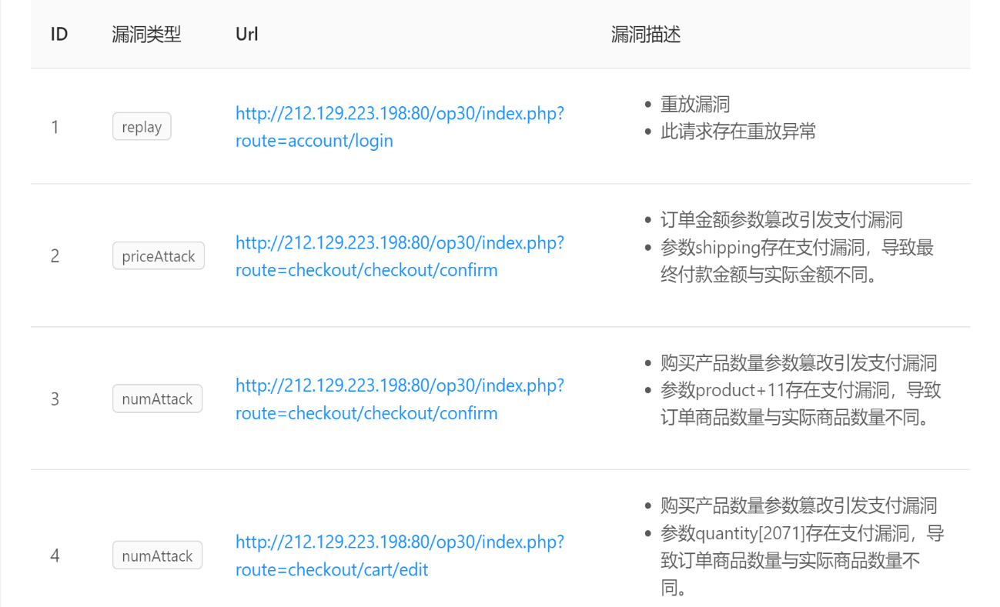 ID 漏洞类型 Url 漏洞描述
1 replay
http://212.129.223.198:80/op30/index.php?
route=account/login
重放漏洞
此请求存在重放异常
2 priceAttack
http://212.129.223.198:80/op30/index.php?
route=checkout/checkout/confirm
订单金额参数篡改引发支付漏洞
参数shipping存在支付漏洞，导致最
终付款金额与实际金额不同。
3 numAttack
http://212.129.223.198:80/op30/index.php?
route=checkout/checkout/confirm
购买产品数量参数篡改引发支付漏洞
参数product+11存在支付漏洞，导致
订单商品数量与实际商品数量不同。
4 numAttack
http://212.129.223.198:80/op30/index.php?
route=checkout/cart/edit
购买产品数量参数篡改引发支付漏洞
参数quantity[2071]存在支付漏洞，导
致订单商品数量与实际商品数量不
同。